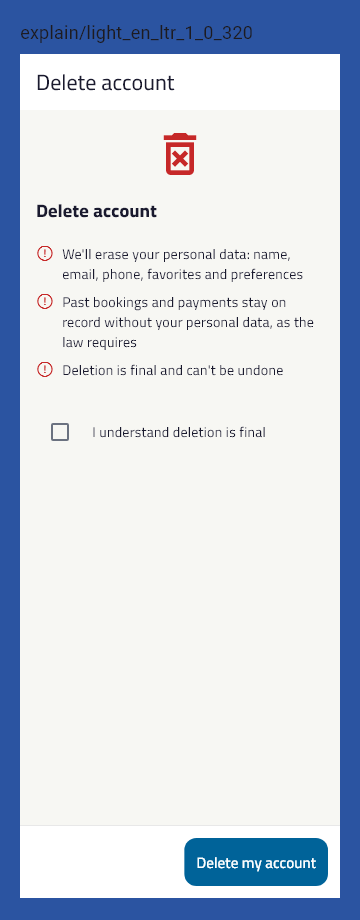 explain/light_en_ltr_1_0_320
Delete account
Delete account
We'll erase your personal data: name,
email, phone, favorites and preferences
Past bookings and payments stay on
record without your personal data, as the
law requires
Deletion is final and can't be undone
I understand deletion is final
Delete my account